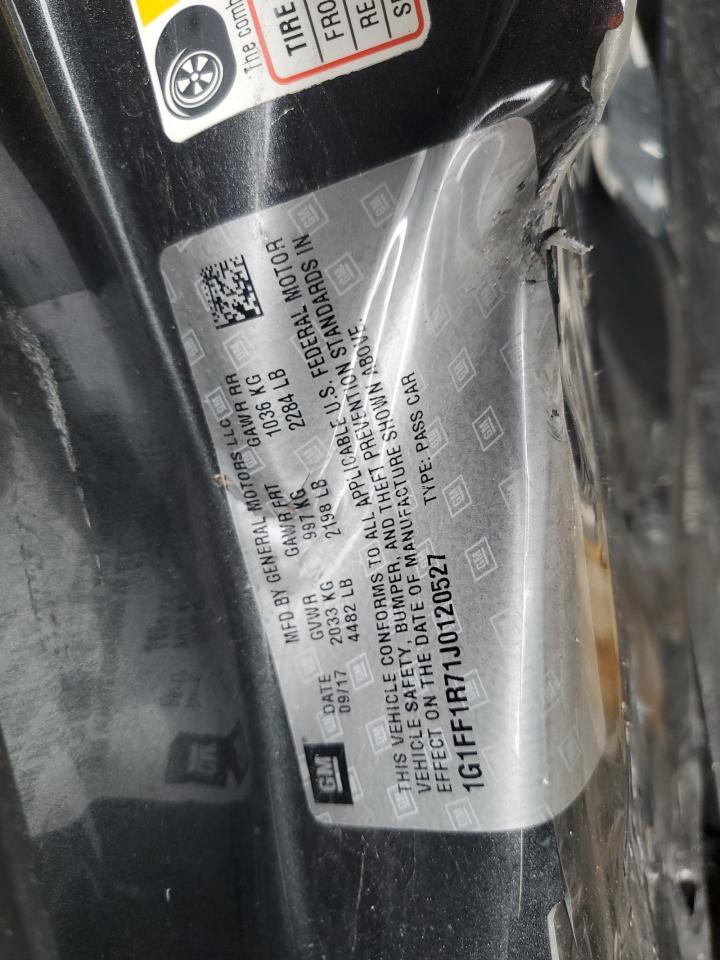 The comb
TIRE
FRO
RE
S
MFD BY GENERAL MOTORS LLC
DATE GVWR GAWR FRT GAWR RR
09/17 2033 KG 997 KG 1036 KG
4482 LB 2198 LB 2284 LB
THIS VEHICLE CONFORMS TO ALL APPLICABLE U.S. FEDERAL MOTOR
VEHICLE SAFETY, BUMPER, AND THEFT PREVENTION STANDARDS IN
EFFECT ON THE DATE OF MANUFACTURE SHOWN ABOVE.
1G1FF1R71J0120527 TYPE: PASS CAR
GM